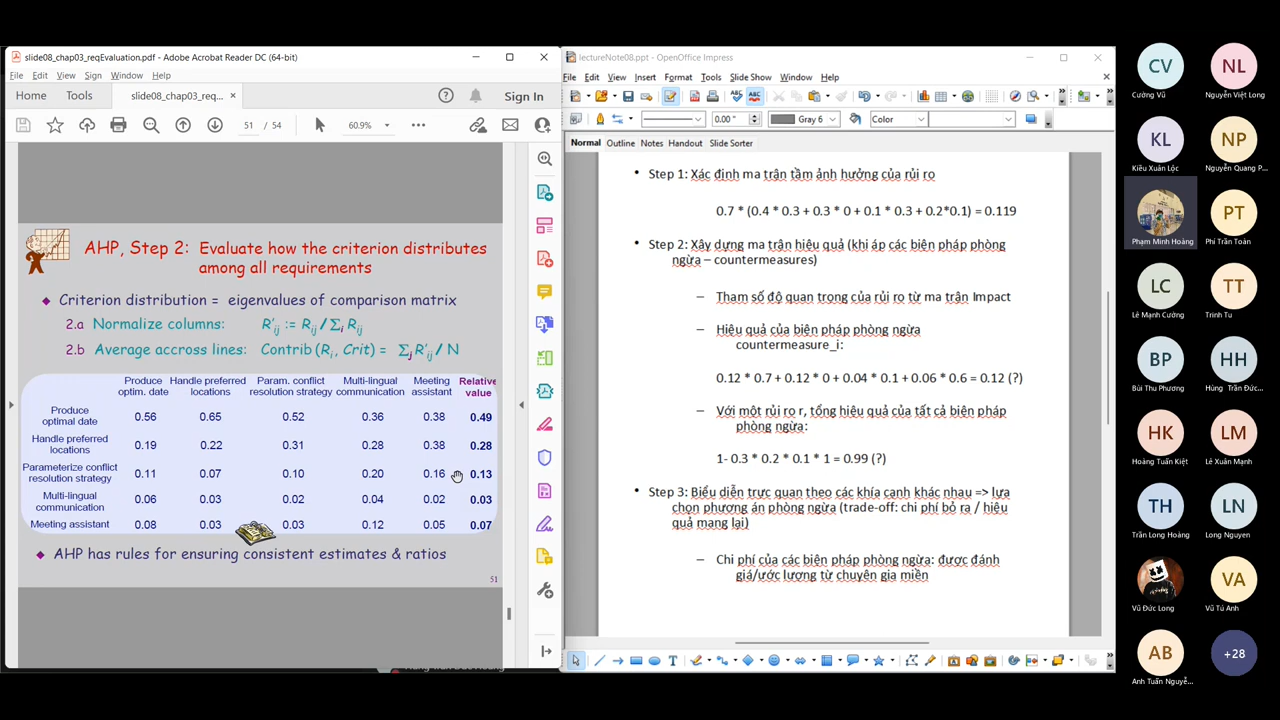 slide08_chap03_reqEvaluation.pdf - Adobe Acrobat Reader DC (64-bit)
File Edit View Sign Window Help
Home Tools slide08_chap03_req... × Sign In
51 / 54 60.9%
AHP, Step 2: Evaluate how the criterion distributes
among all requirements
Criterion distribution = eigenvalues of comparison matrix
2.a Normalize columns: R'ij := Rij / Σi Rij
2.b Average accross lines: Contrib (Ri, Crit) = Σj R'ij / N
Produce Handle preferred Param. conflict Multi-lingual Meeting Relative
optim. date locations resolution strategy communication assistant value
Produce
optimal date 0.56 0.65 0.52 0.36 0.38 0.49
Handle preferred
locations 0.19 0.22 0.31 0.28 0.38 0.28
Parameterize conflict
resolution strategy 0.11 0.07 0.10 0.20 0.16 0.13
Multi-lingual
communication 0.06 0.03 0.02 0.04 0.02 0.03
Meeting assistant 0.08 0.03 0.03 0.12 0.05 0.07
AHP has rules for ensuring consistent estimates & ratios
51
lectureNote08.ppt - OpenOffice Impress
File Edit View Insert Format Tools Slide Show Window Help
0.00 " Gray 6 Color
Normal Outline Notes Handout Slide Sorter
• Step 1: Xác định ma trận tầm ảnh hưởng của rủi ro
0.7 * (0.4 * 0.3 + 0.3 * 0 + 0.1 * 0.3 + 0.2*0.1) = 0.119
• Step 2: Xây dựng ma trận hiệu quả (khi áp các biện pháp phòng
ngừa – countermeasures)
– Tham số độ quan trong của rủi ro từ ma trận Impact
– Hiệu quả của biện pháp phòng ngừa
countermeasure_i:
0.12 * 0.7 + 0.12 * 0 + 0.04 * 0.1 + 0.06 * 0.6 = 0.12 (?)
– Với một rủi ro r, tổng hiệu quả của tất cả biện pháp
phòng ngừa:
1- 0.3 * 0.2 * 0.1 * 1 = 0.99 (?)
• Step 3: Biểu diễn trực quan theo các khía cạnh khác nhau => lựa
chọn phương án phòng ngừa (trade-off: chi phí bỏ ra / hiệu
quả mang lại)
– Chi phí của các biện pháp phòng ngừa: được đánh
giá/ước lượng từ chuyên gia miền
CV NL
Cường Vũ Nguyễn Việt Long
KL NP
Kiều Xuân Lộc Nguyễn Quang P...
PT
Phạm Minh Hoàng Phí Trần Toàn
LC TT
Lê Mạnh Cường Trinh Tu
BP HH
Bùi Thu Phương Hùng Trần Đức...
HK LM
Hoàng Tuấn Kiệt Lê Xuân Mạnh
TH LN
Trần Long Hoàng Long Nguyen
VA
Vũ Đức Long Vũ Tú Anh
AB +28
Anh Tuấn Nguyễ...